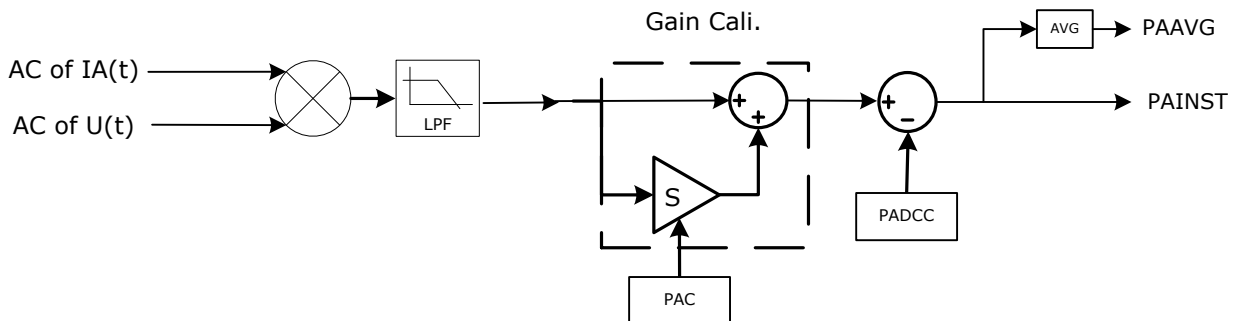 Gain Cali.
AVG
PAAVG
AC of IA(t)
AC of U(t)
LPF
+
+
+
-
PAINST
S
PADCC
PAC